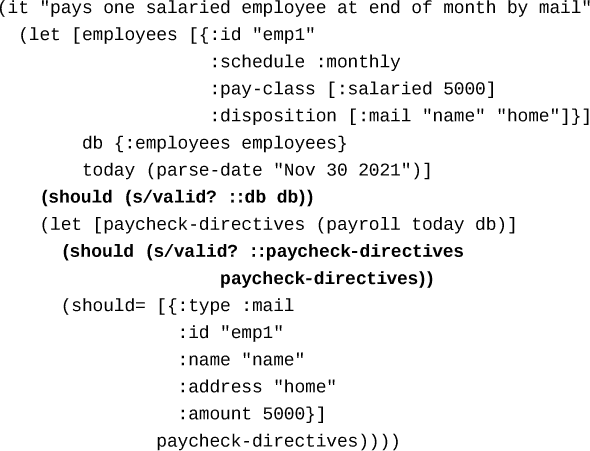 (it "pays one salaried employee at end of month by mail"
(let [employees [{:id "emp1"
:schedule :monthly
:pay-class [:salaried 5000]
:disposition [:mail "name" "home"]}]
db {:employees employees}
today (parse-date "Nov 30 2021")]
(should (s/valid? ::db db))
(let [paycheck-directives (payroll today db)]
(should (s/valid? ::paycheck-directives
paycheck-directives))
(should= [{:type :mail
:id "emp1"
:name "name"
:address "home"
:amount 5000}]
paycheck-directives))))